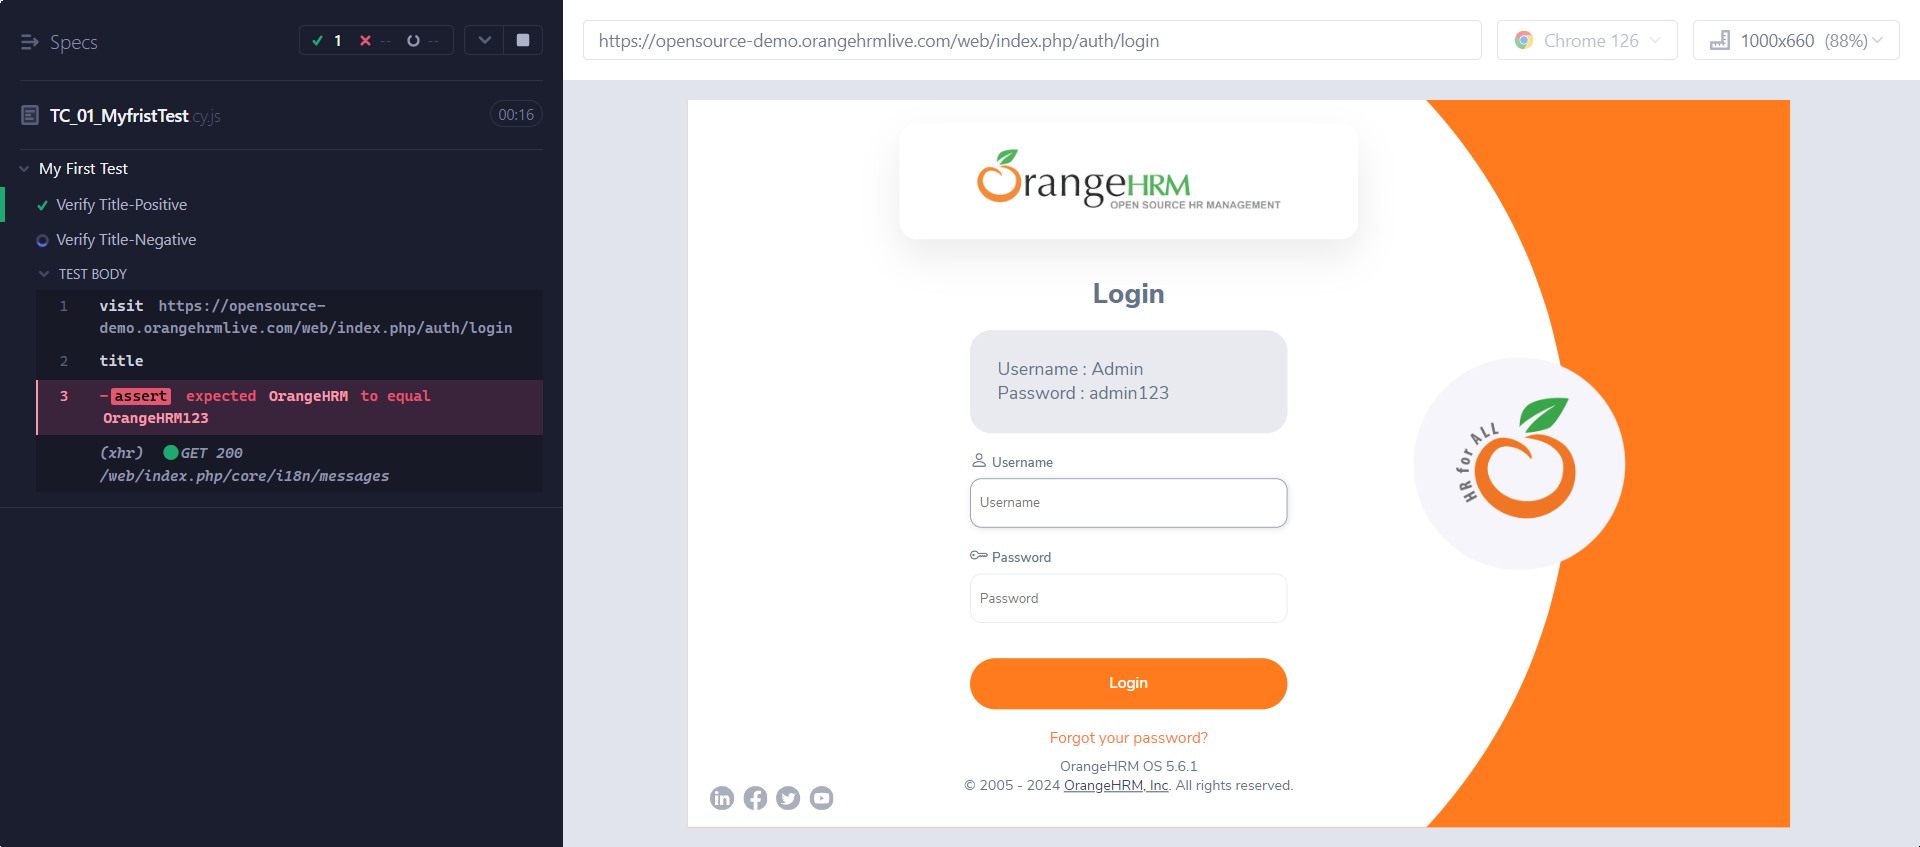 Specs
1 -- --
TC_01_MyfristTest.cy.js
00:16
My First Test
Verify Title-Positive
Verify Title-Negative
TEST BODY
1 visit https://opensource-
demo.orangehrmlive.com/web/index.php/auth/login
2 title
3 -assert expected OrangeHRM to equal
OrangeHRM123
(xhr) GET 200
/web/index.php/core/i18n/messages
https://opensource-demo.orangehrmlive.com/web/index.php/auth/login
Chrome 126
1000x660 (88%)
OrangeHRM
OPEN SOURCE HR MANAGEMENT
Login
Username : Admin
Password : admin123
Username
Username
Password
Password
Login
Forgot your password?
OrangeHRM OS 5.6.1
© 2005 - 2024 OrangeHRM, Inc. All rights reserved.
HR for ALL